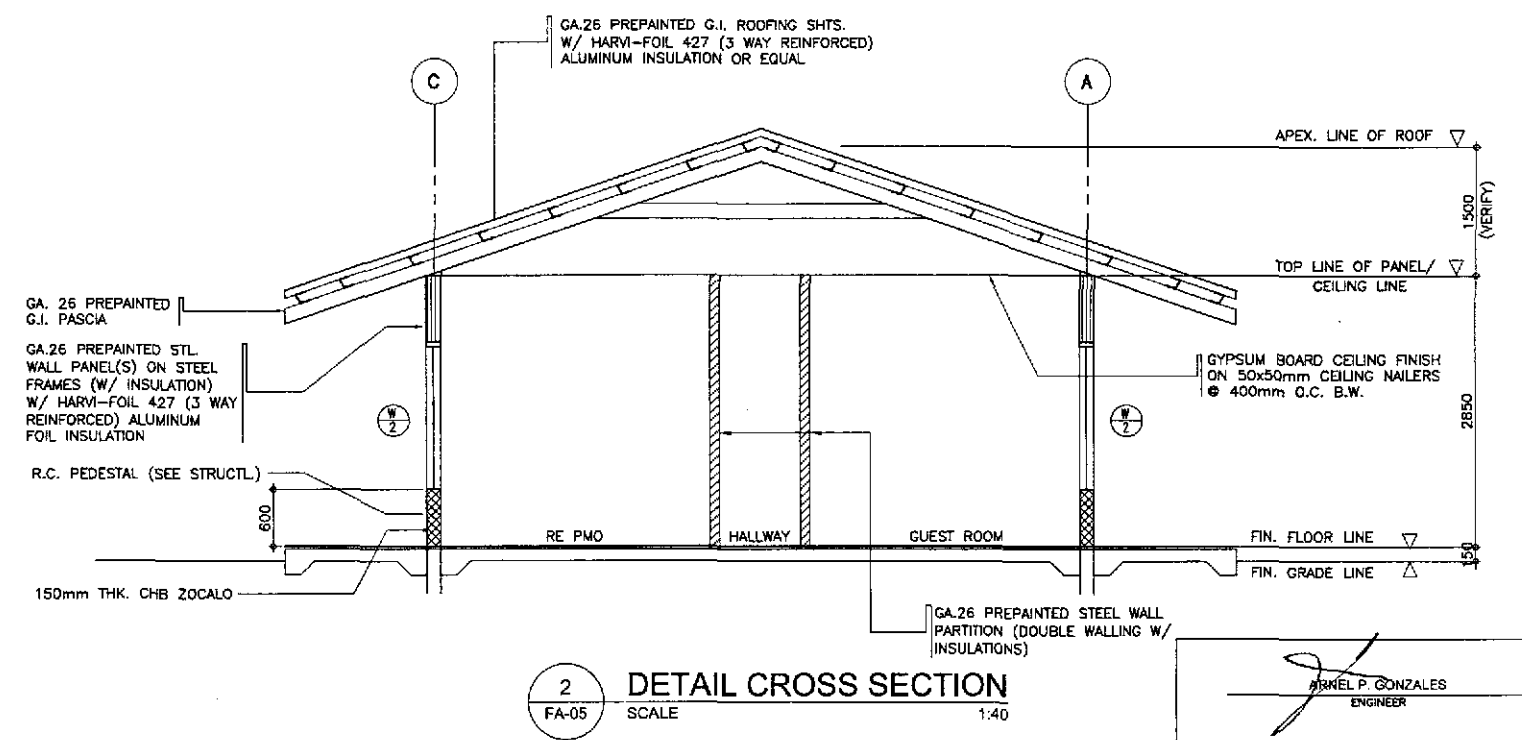 GA.26 PREPAINTED G.I. ROOFING SHTS.
W/ HARVI-FOIL 427 (3 WAY REINFORCED)
ALUMINUM INSULATION OR EQUAL
C
A
APEX. LINE OF ROOF
1500
(VERIFY)
TOP LINE OF PANEL/
CEILING LINE
GA. 26 PREPAINTED
G.I. PASCIA
GA.26 PREPAINTED STL.
WALL PANEL(S) ON STEEL
FRAMES (W/ INSULATION)
W/ HARVI-FOIL 427 (3 WAY
REINFORCED) ALUMINUM
FOIL INSULATION
GYPSUM BOARD CEILING FINISH
ON 50x50mm CEILING NAILERS
@ 400mm O.C. B.W.
2850
W
2
W
2
R.C. PEDESTAL (SEE STRUCTL.)
600
RE PMO
HALLWAY
GUEST ROOM
FIN. FLOOR LINE
150
FIN. GRADE LINE
150mm THK. CHB ZOCALO
GA.26 PREPAINTED STEEL WALL
PARTITION (DOUBLE WALLING W/
INSULATIONS)
2
FA-05
DETAIL CROSS SECTION
SCALE 1:40
ARNEL P. GONZALES
ENGINEER